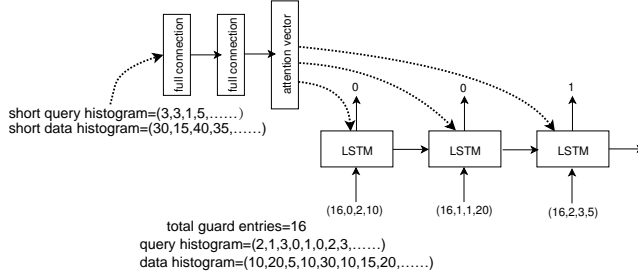 full connection
full connection
attention vector
short query histogram=(3,3,1,5,……)
short data histogram=(30,15,40,35,……)
0
0
1
LSTM
LSTM
LSTM
(16,0,2,10)
(16,1,1,20)
(16,2,3,5)
total guard entries=16
query histogram=(2,1,3,0,1,0,2,3,……)
data histogram=(10,20,5,10,30,10,15,20,……)